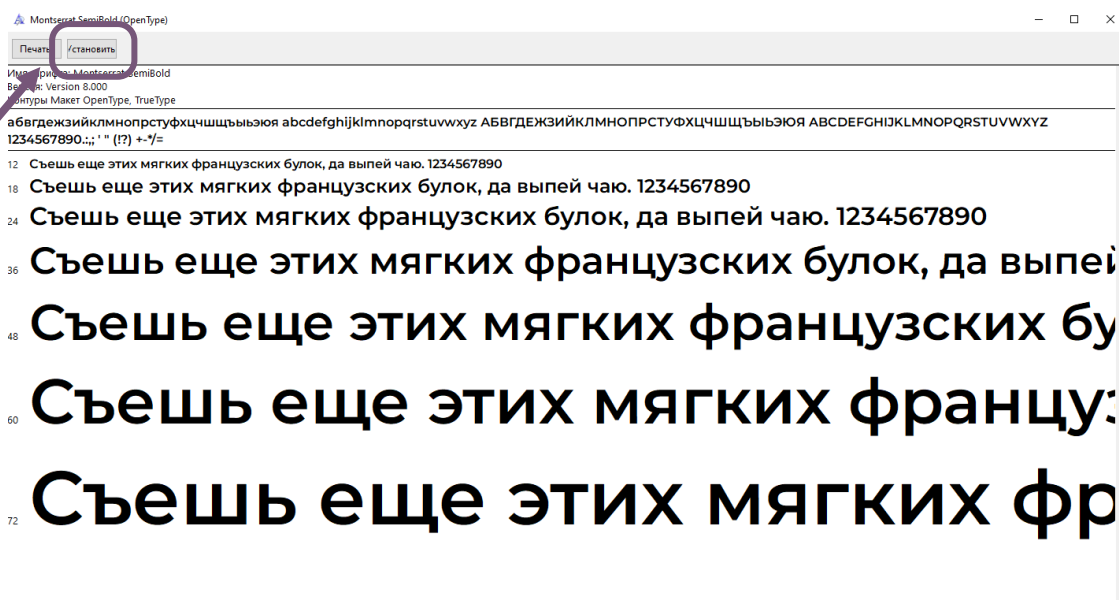 Montserrat SemiBold (OpenType)
Печать Установить
Имя шрифта: Montserrat SemiBold
Версия: Version 8.000
Контуры Макет OpenType, TrueType
абвгдежзийклмнопрстуфхцчшщъыьэюя abcdefghijklmnopqrstuvwxyz АБВГДЕЖЗИЙКЛМНОПРСТУФХЦЧШЩЪЫЬЭЮЯ ABCDEFGHIJKLMNOPQRSTUVWXYZ
1234567890.:,; ' " (!?) +-*/=
12 Съешь еще этих мягких французских булок, да выпей чаю. 1234567890
18 Съешь еще этих мягких французских булок, да выпей чаю. 1234567890
24 Съешь еще этих мягких французских булок, да выпей чаю. 1234567890
36 Съешь еще этих мягких французских булок, да выпей
48 Съешь еще этих мягких французских бу
60 Съешь еще этих мягких француз
72 Съешь еще этих мягких фр